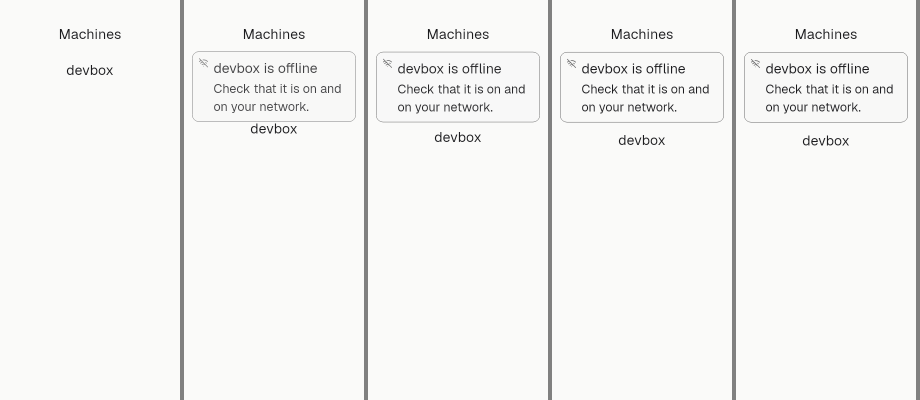 Machines
devbox
Machines
devbox is offline
Check that it is on and
on your network.
devbox
Machines
devbox is offline
Check that it is on and
on your network.
devbox
Machines
devbox is offline
Check that it is on and
on your network.
devbox
Machines
devbox is offline
Check that it is on and
on your network.
devbox